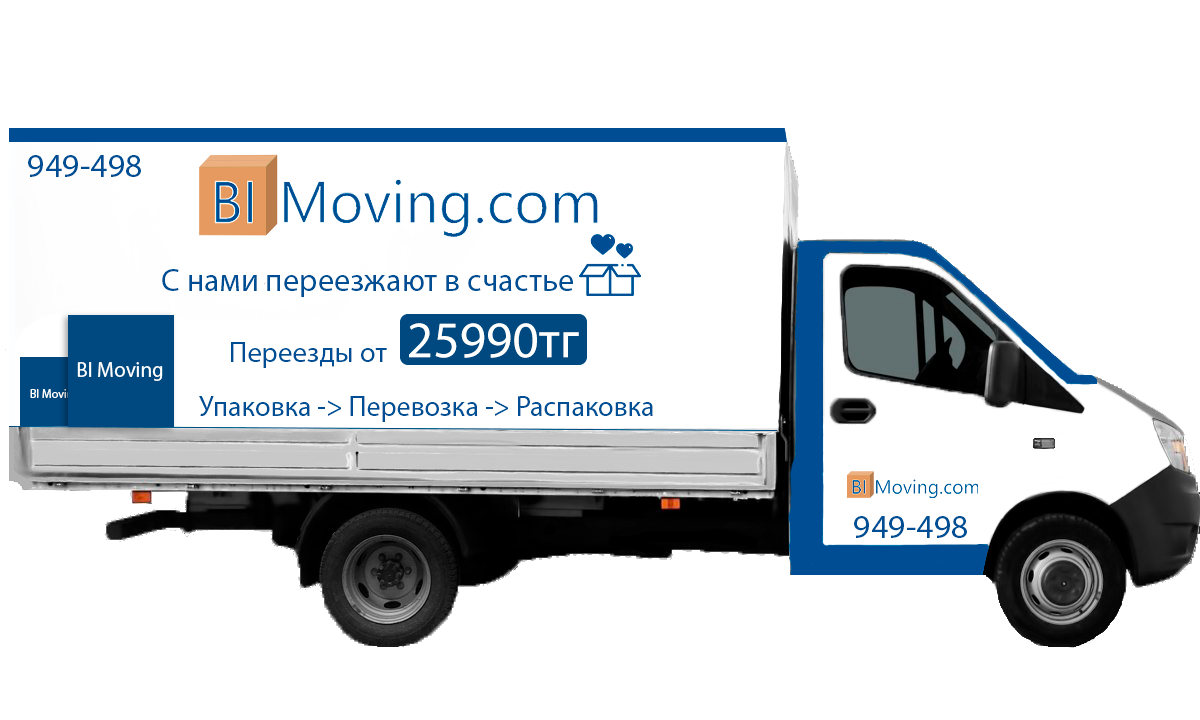 949-498
BI Moving.com
С нами переезжают в счастье
Переезды от 25990тг
BI Moving
BI Movi
Упаковка -> Перевозка -> Распаковка
BI Moving.com
949-498